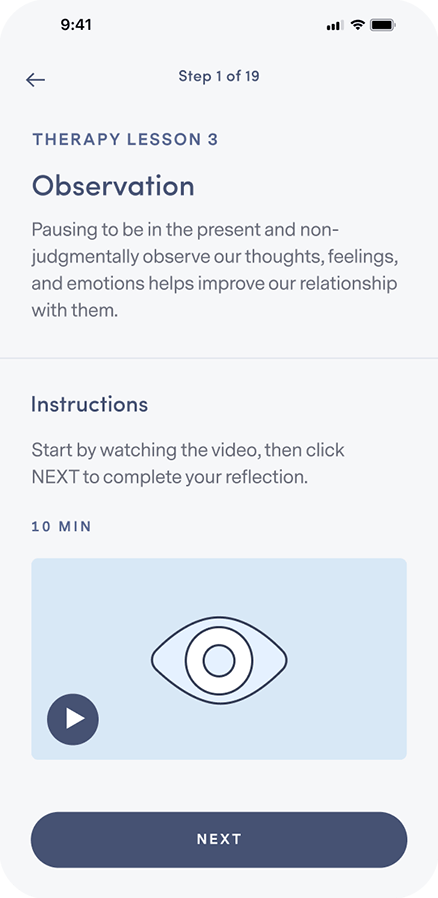 9:41
Step 1 of 19
THERAPY LESSON 3
Observation
Pausing to be in the present and non-
judgmentally observe our thoughts, feelings,
and emotions helps improve our relationship
with them.
Instructions
Start by watching the video, then click
NEXT to complete your reflection.
10 MIN
NEXT